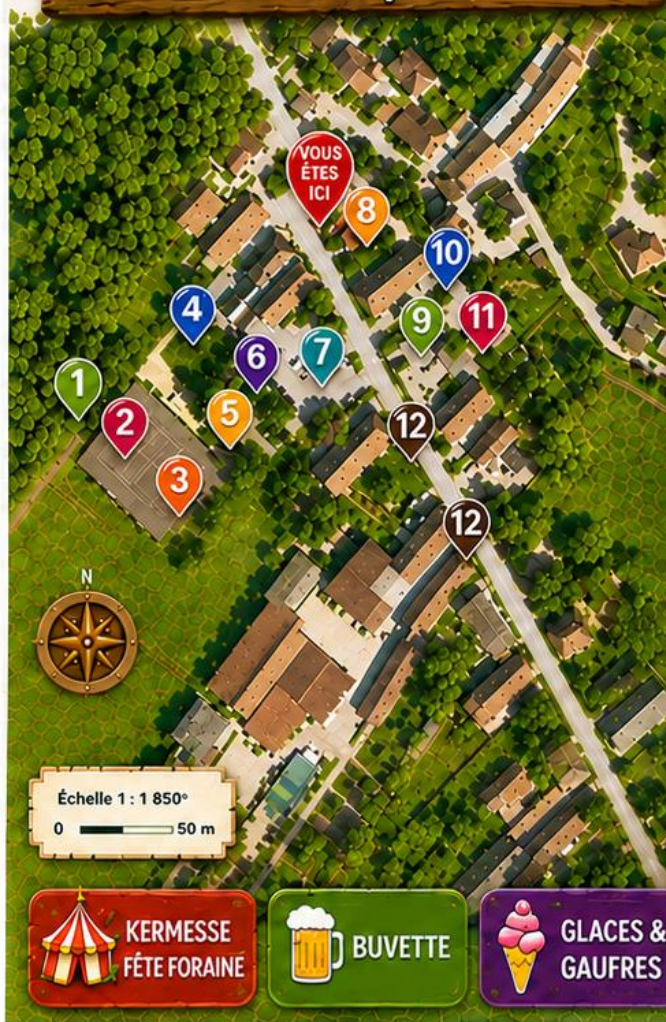 VOUS
ÊTES
ICI
8
10
4
9
11
6
7
1
2
5
12
3
12
N
Échelle 1 : 1 850°
0 50 m
KERMESSE
FÊTE FORAINE
BUVETTE
GLACES &
GAUFRES